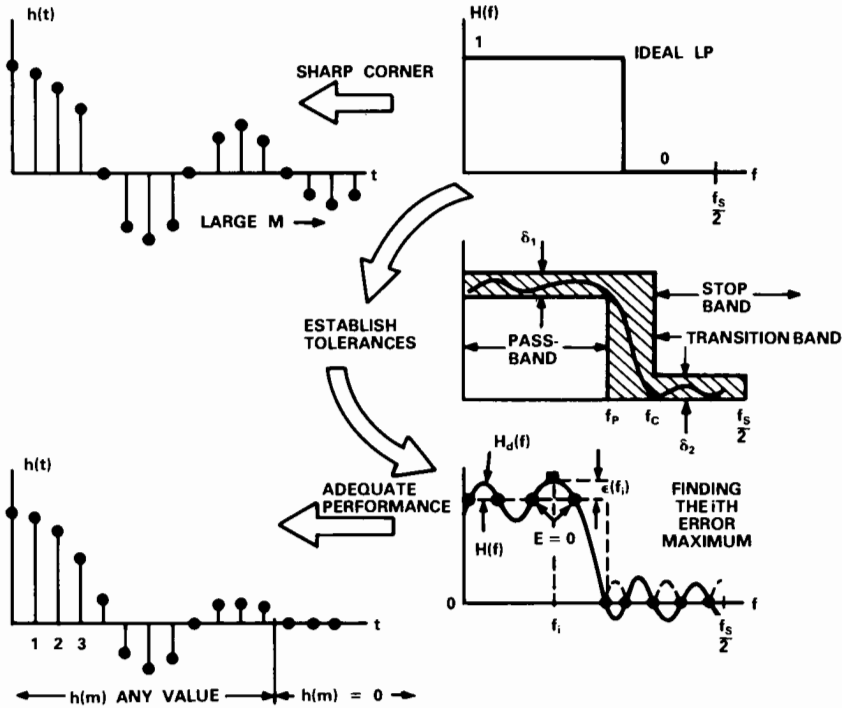 h(t)
SHARP CORNER
t
LARGE M
H(f)
1
IDEAL LP
0
f
fS
2
ESTABLISH
TOLERANCES
δ1
STOP
BAND
PASS-
BAND
TRANSITION BAND
fP
fC
fS
2
δ2
ADEQUATE
PERFORMANCE
h(t)
1 2 3
t
h(m) ANY VALUE
h(m) = 0
Hd(f)
ϵ(fi)
H(f)
E = 0
FINDING
THE iTH
ERROR
MAXIMUM
0
f
fi
fS
2